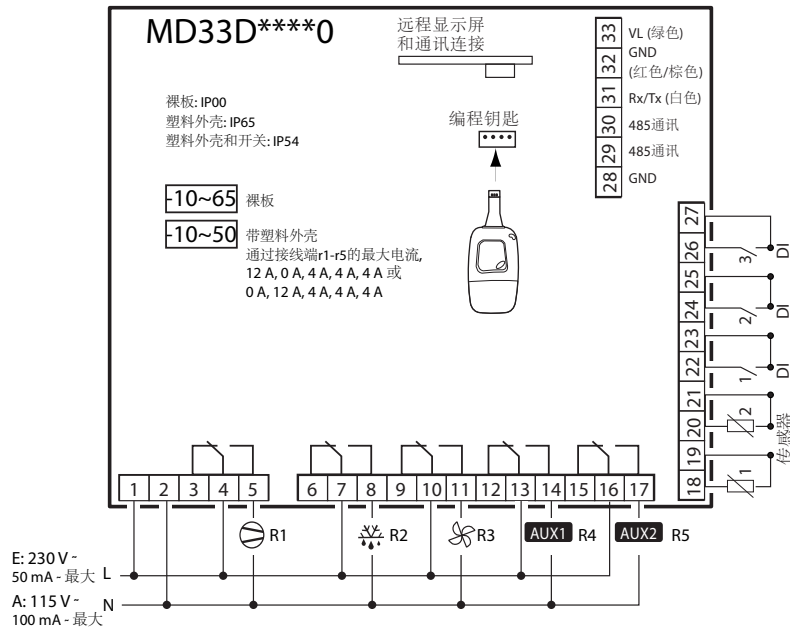 MD33D****0
远程显示屏
和通讯连接
裸板: IP00
塑料外壳: IP65
塑料外壳和开关: IP54
编程钥匙
-10~65 裸板
-10~50 带塑料外壳
通过接线端r1-r5的最大电流,
12 A, 0 A, 4 A, 4 A, 4 A 或
0 A, 12 A, 4 A, 4 A, 4 A
33 VL (绿色)
32 GND
(红色/棕色)
31 Rx/Tx (白色)
30 485通讯
29 485通讯
28 GND
27
26 3 DI
25
24 2 DI
23
22 1 DI
21
20 2
19 传感器
18 1
1 2 3 4 5 6 7 8 9 10 11 12 13 14 15 16 17
R1 R2 R3 AUX1 R4 AUX2 R5
E: 230 V ~
50 mA - 最大 L
A: 115 V ~ N
100 mA - 最大